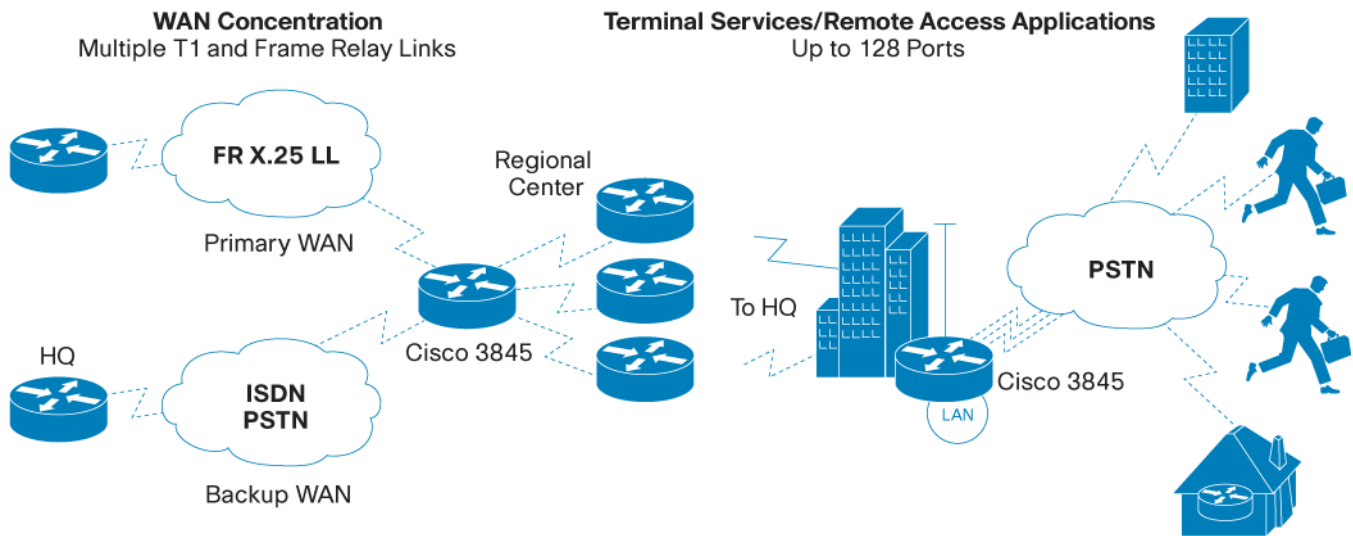 WAN Concentration
Multiple T1 and Frame Relay Links
FR X.25 LL
Primary WAN
Regional
Center
Cisco 3845
HQ
ISDN
PSTN
Backup WAN
Terminal Services/Remote Access Applications
Up to 128 Ports
To HQ
PSTN
Cisco 3845
LAN